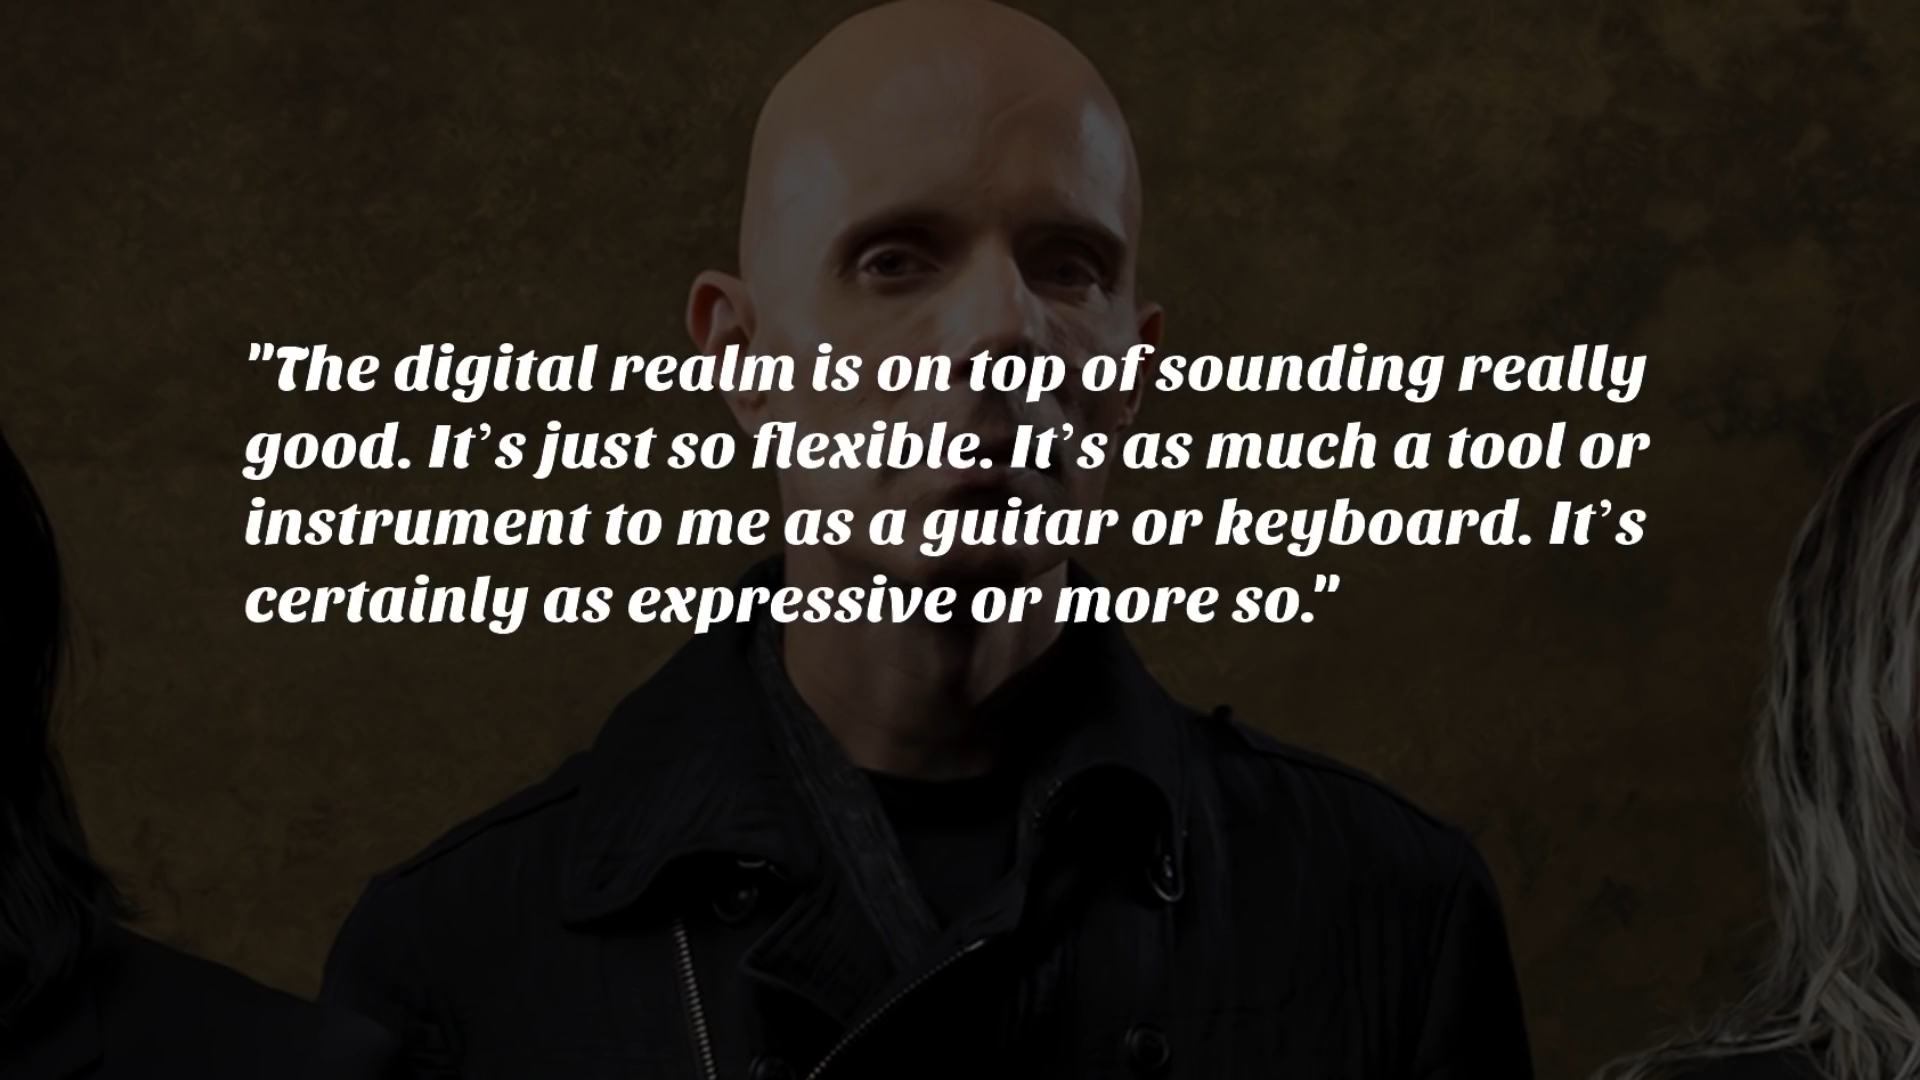 "The digital realm is on top of sounding really
good. It’s just so flexible. It’s as much a tool or
instrument to me as a guitar or keyboard. It’s
certainly as expressive or more so."